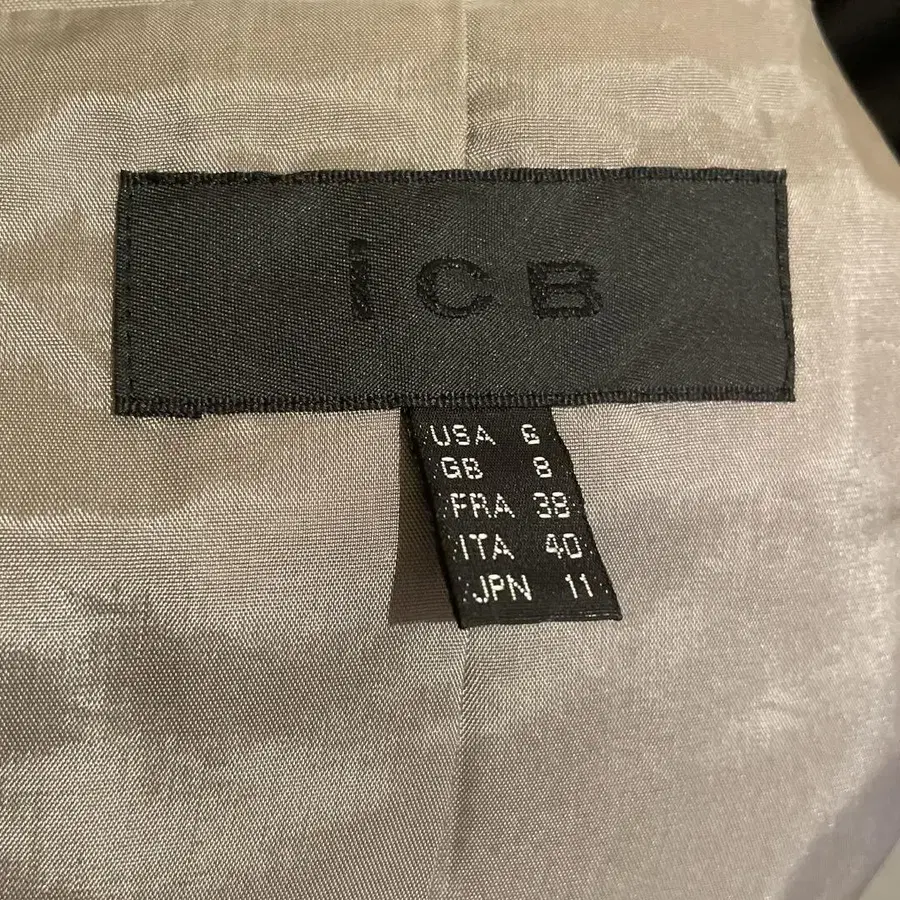 iCB
USA 6
GB 8
FRA 38
ITA 40
JPN 11